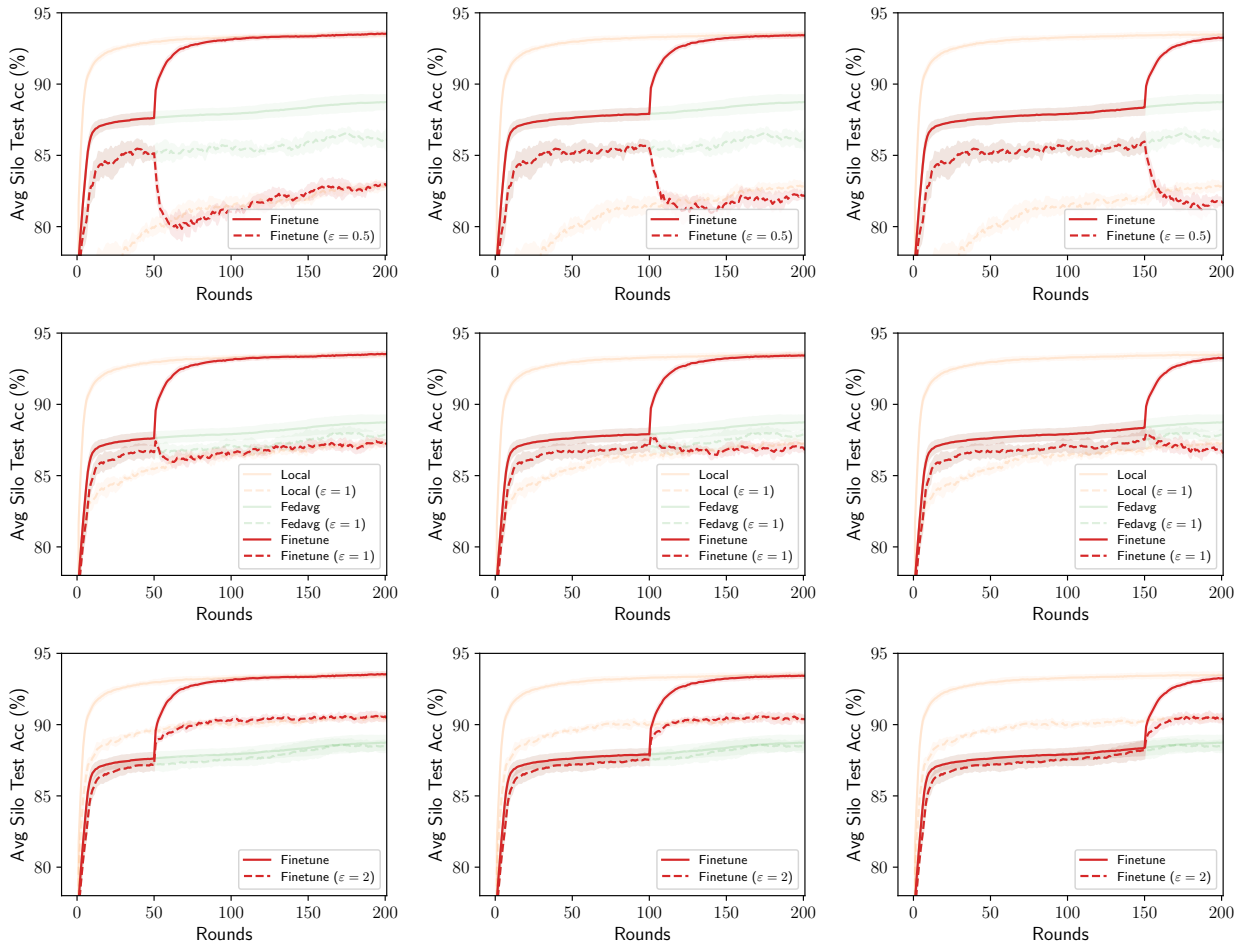 95
90
85
80
Avg Silo Test Acc (%)
0 50 100 150 200
Rounds
Finetune
Finetune (ε = 0.5)
95
90
85
80
Avg Silo Test Acc (%)
0 50 100 150 200
Rounds
Finetune
Finetune (ε = 0.5)
95
90
85
80
Avg Silo Test Acc (%)
0 50 100 150 200
Rounds
Finetune
Finetune (ε = 0.5)
95
90
85
80
Avg Silo Test Acc (%)
0 50 100 150 200
Rounds
Local
Local (ε = 1)
Fedavg
Fedavg (ε = 1)
Finetune
Finetune (ε = 1)
95
90
85
80
Avg Silo Test Acc (%)
0 50 100 150 200
Rounds
Local
Local (ε = 1)
Fedavg
Fedavg (ε = 1)
Finetune
Finetune (ε = 1)
95
90
85
80
Avg Silo Test Acc (%)
0 50 100 150 200
Rounds
Local
Local (ε = 1)
Fedavg
Fedavg (ε = 1)
Finetune
Finetune (ε = 1)
95
90
85
80
Avg Silo Test Acc (%)
0 50 100 150 200
Rounds
Finetune
Finetune (ε = 2)
95
90
85
80
Avg Silo Test Acc (%)
0 50 100 150 200
Rounds
Finetune
Finetune (ε = 2)
95
90
85
80
Avg Silo Test Acc (%)
0 50 100 150 200
Rounds
Finetune
Finetune (ε = 2)